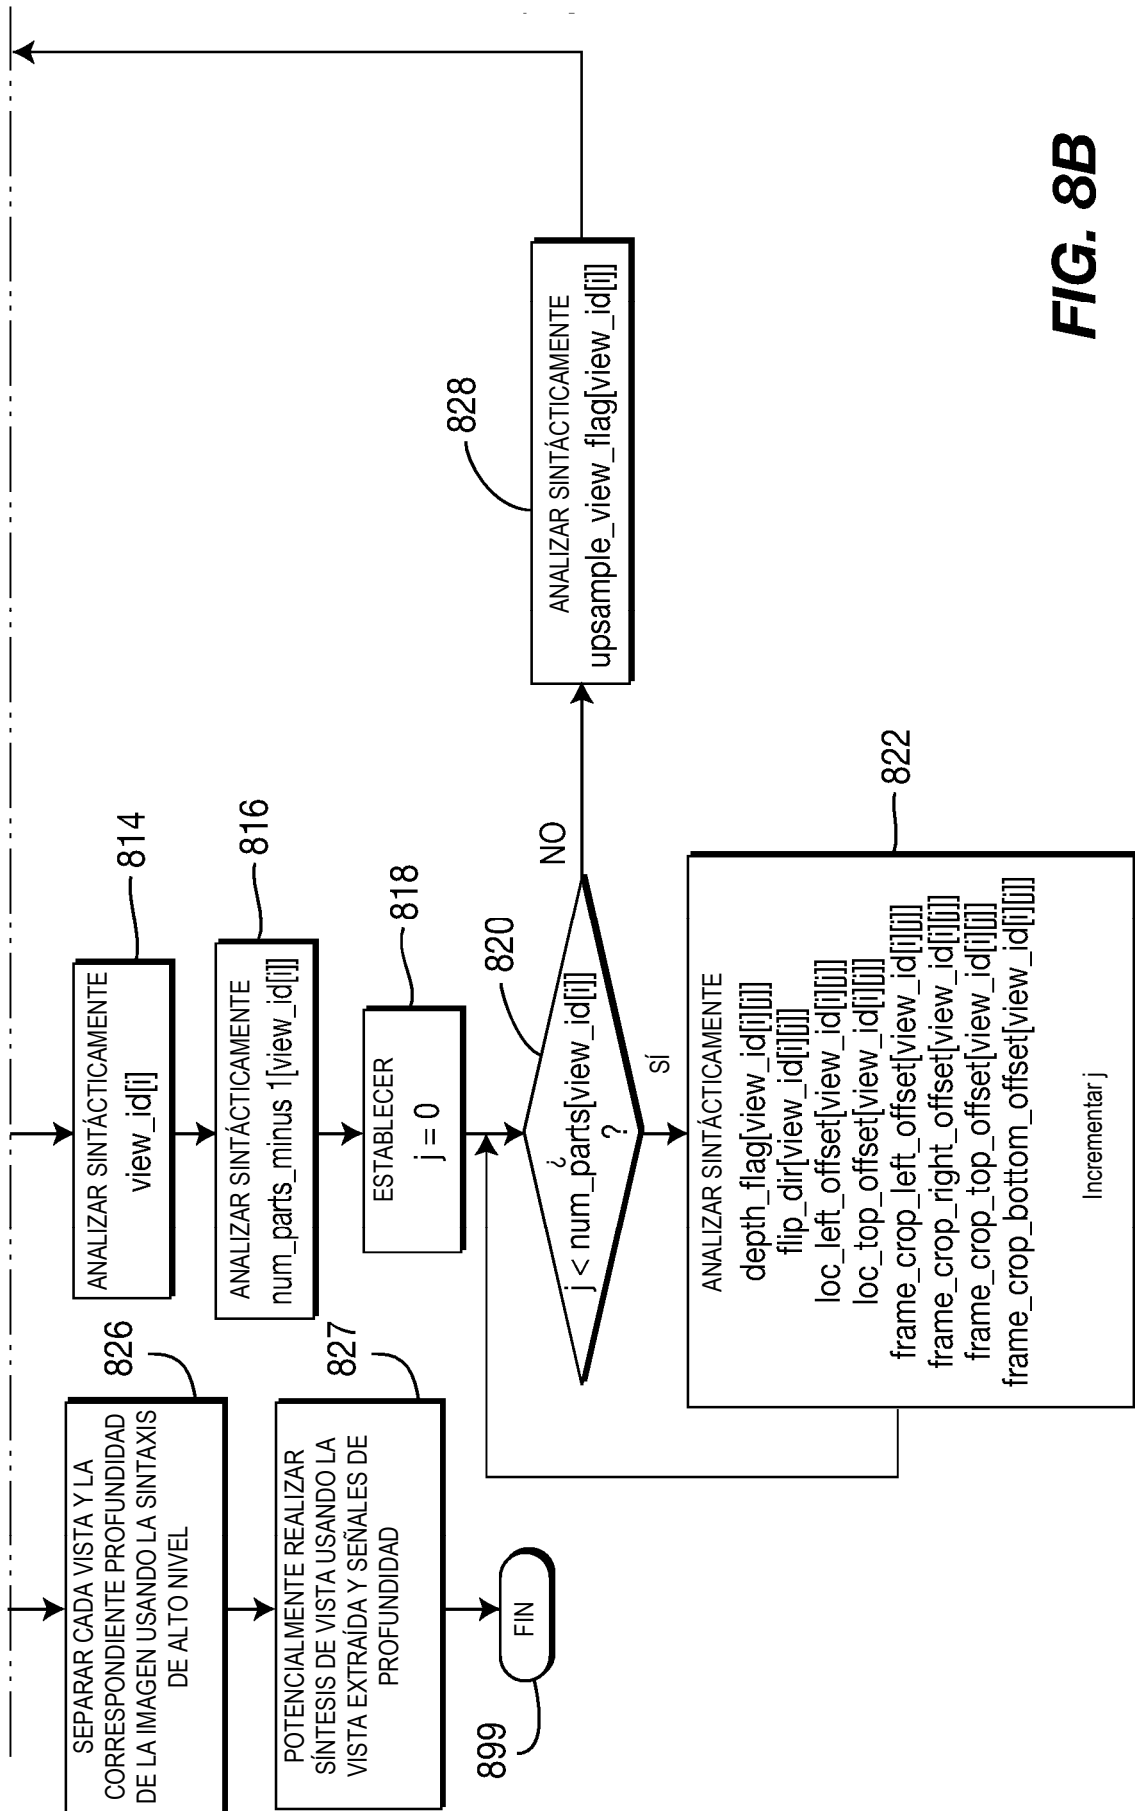 SEPARAR CADA VISTA Y LA
CORRESPONDIENTE PROFUNDIDAD
DE LA IMAGEN USANDO LA SINTAXIS
DE ALTO NIVEL
826
POTENCIALMENTE REALIZAR
SÍNTESIS DE VISTA USANDO LA
VISTA EXTRAÍDA Y SEÑALES DE
PROFUNDIDAD
827
FIN
899
ANALIZAR SINTÁCTICAMENTE
view_id[i]
814
ANALIZAR SINTÁCTICAMENTE
num_parts_minus 1[view_id[i]]
816
ESTABLECER
j = 0
818
¿
j < num_parts[view_id[i]]
?
820
NO
SÍ
ANALIZAR SINTÁCTICAMENTE
depth_flag[view_id[i][j]]
flip_dir[view_id[i][j]]
loc_left_offset[view_id[i][j]]
loc_top_offset[view_id[i][j]]
frame_crop_left_offset[view_id[i][j]]
frame_crop_right_offset[view_id[i][j]]
frame_crop_top_offset[view_id[i][j]]
frame_crop_bottom_offset[view_id[i][j]]
Incrementar j
822
ANALIZAR SINTÁCTICAMENTE
upsample_view_flag[view_id[i]]
828
FIG. 8B